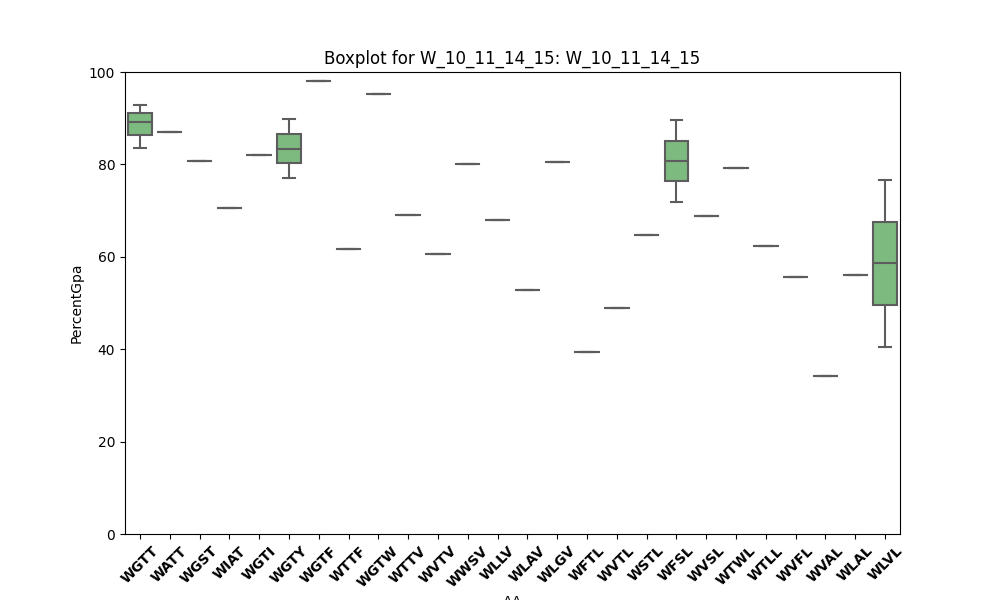 Boxplot for W_10_11_14_15: W_10_11_14_15
PercentGpa
100
80
60
40
20
0
WGTT
WATT
WGST
WIAT
WGTI
WGTY
WGTF
WTTF
WGTW
WTTV
WVTV
WWSV
WLLV
WLAV
WLGV
WFTL
WVTL
WSTL
WFSL
WVSL
WTWL
WTLL
WVFL
WVAL
WLAL
WLVL
AA